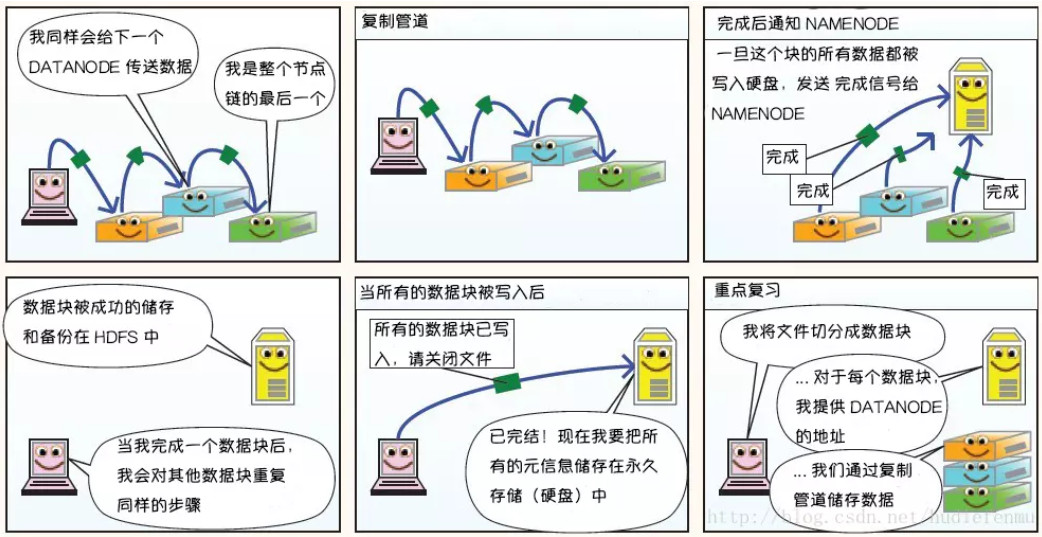 我同样会给下一个
DATANODE 传送数据
我是整个节点
链的最后一个
复制管道
完成后通知 NAMENODE
一旦这个块的所有数据都被
写入硬盘，发送 完成信号给
NAMENODE
完成
完成
完成
数据块被成功的储存
和备份在 HDFS 中
当我完成一个数据块后，
我会对其他数据块重复
同样的步骤
当所有的数据块被写入后
所有的数据块已写
入，请关闭文件
已完结！现在我要把所
有的元信息储存在永久
存储（硬盘）中
重点复习
我将文件切分成数据块
... 对于每个数据块，
我提供 DATANODE
的地址
... 我们通过复制
管道储存数据
http://blog.csdn.net/hudiefenmu